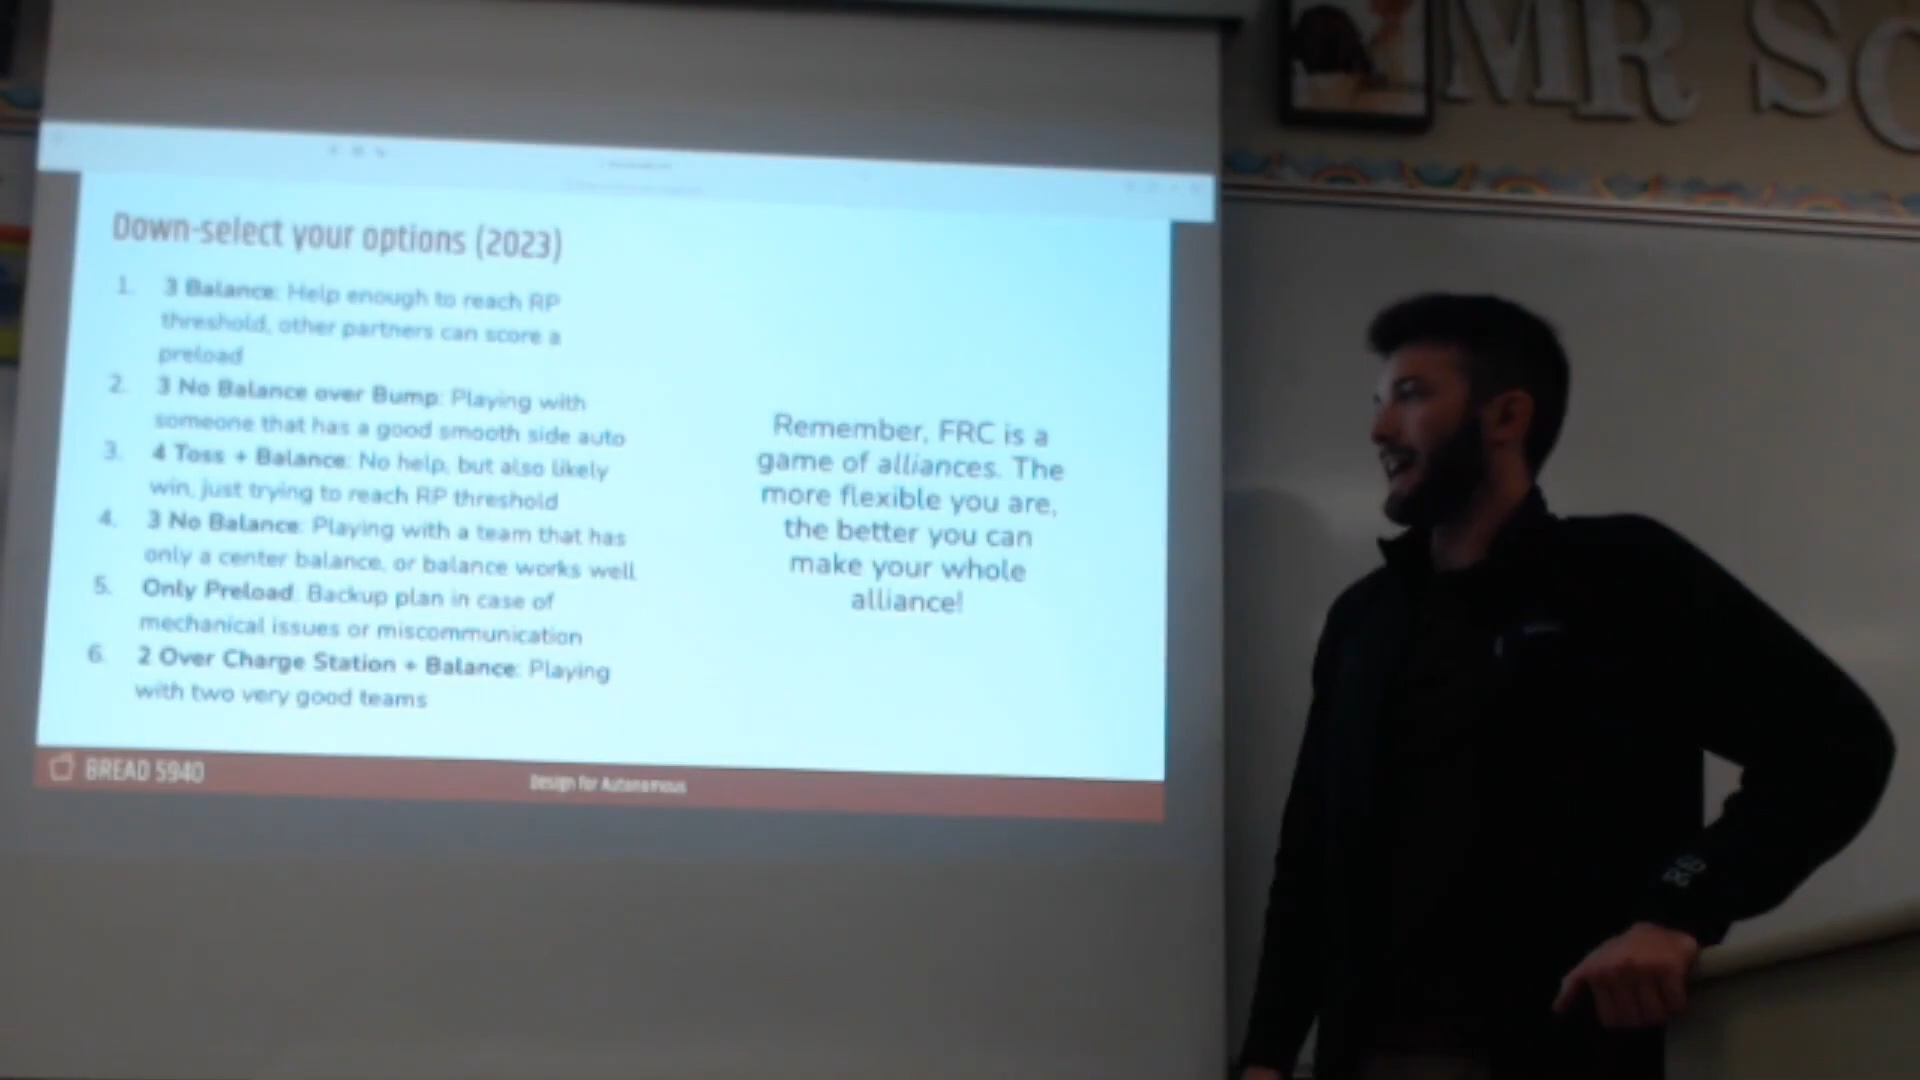 MR SC
Down-select your options (2023)
1. 3 Balance: Help enough to reach RP
threshold, other partners can score a
preload
2. 3 No Balance over Bump: Playing with
someone that has a good smooth side auto
3. 4 Toss + Balance: No help, but also likely
win, just trying to reach RP threshold
4. 3 No Balance: Playing with a team that has
only a center balance, or balance works well
5. Only Preload: Backup plan in case of
mechanical issues or miscommunication
6. 2 Over Charge Station + Balance: Playing
with two very good teams
Remember, FRC is a
game of alliances. The
more flexible you are,
the better you can
make your whole
alliance!
BREAD 5940
Design for Autonomous